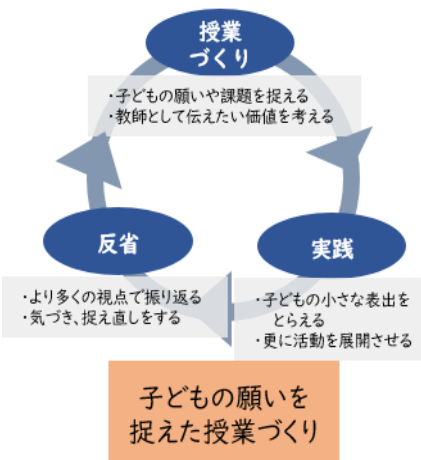 授業
づくり
・子どもの願いや課題を捉える
・教師として伝えたい価値を考える
反省
・より多くの視点で振り返る
・気づき、捉え直しをする
実践
・子どもの小さな表出を
とらえる
・更に活動を展開させる
子どもの願いを
捉えた授業づくり